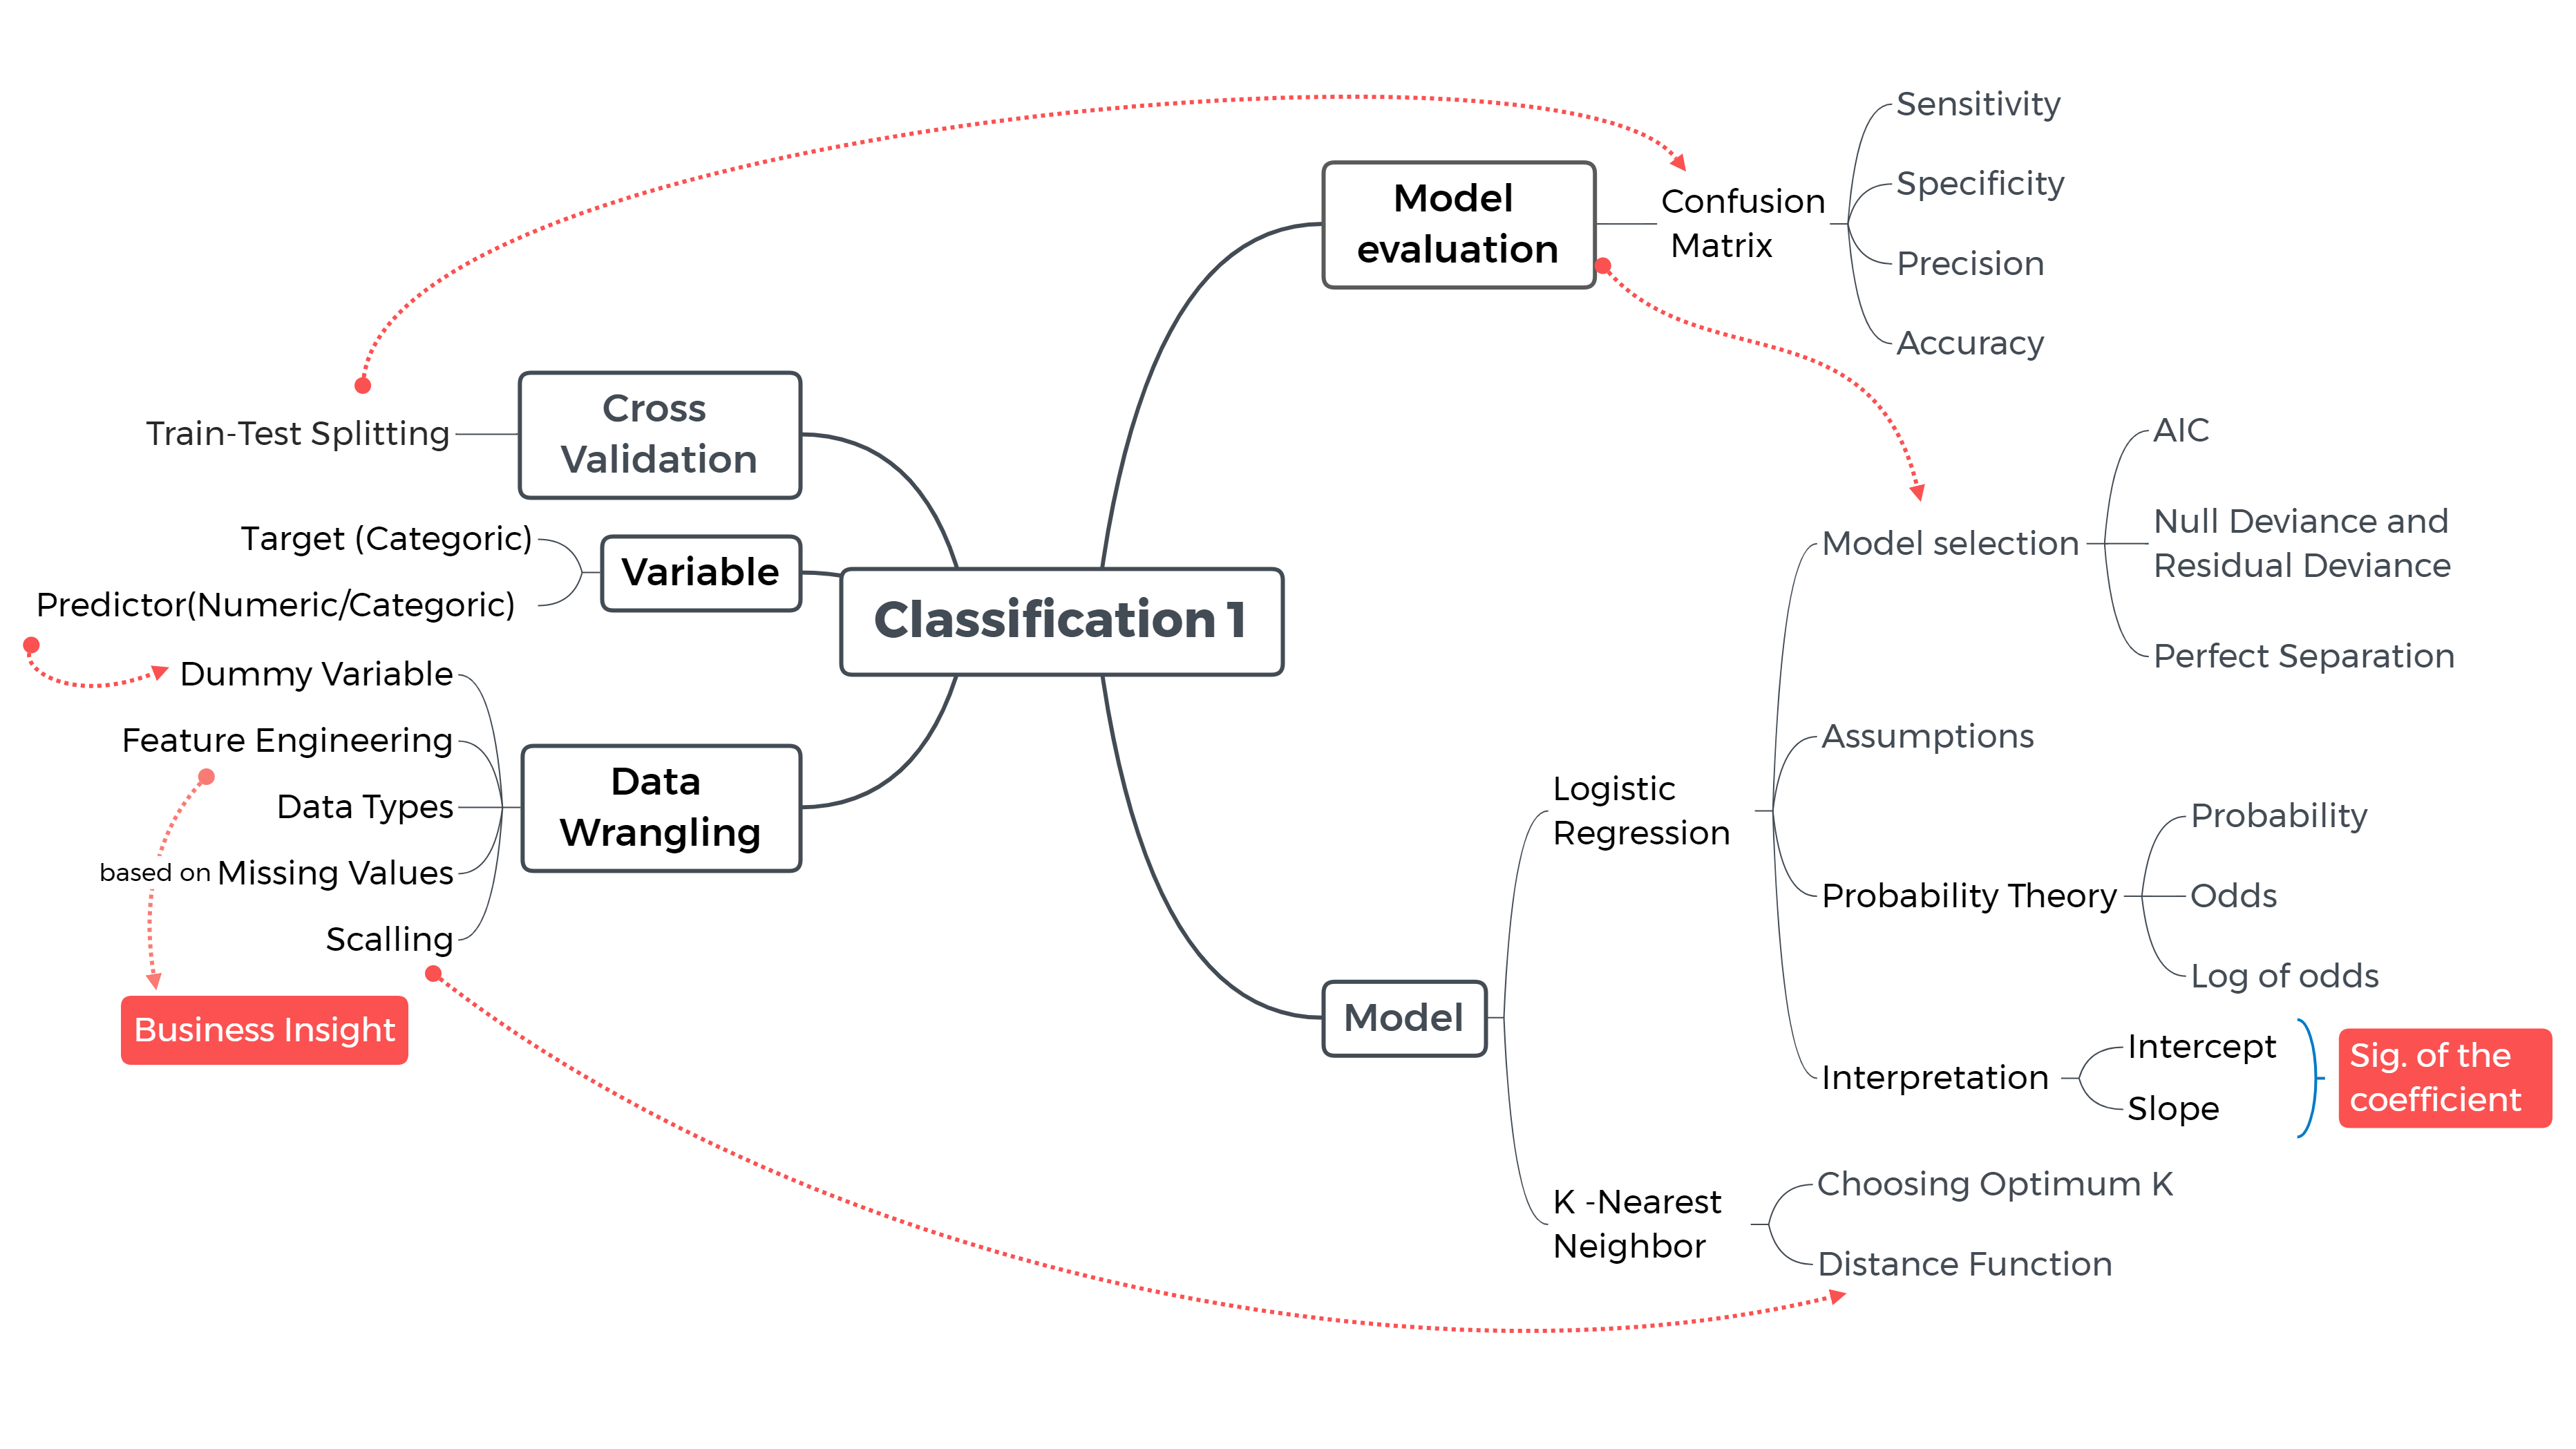 Classification 1
Model
evaluation
Confusion
Matrix
Sensitivity
Specificity
Precision
Accuracy
Cross
Validation
Train-Test Splitting
Variable
Target (Categoric)
Predictor(Numeric/Categoric)
Data
Wrangling
Dummy Variable
Feature Engineering
Data Types
based on
Missing Values
Scalling
Business Insight
Model
Logistic
Regression
Model selection
AIC
Null Deviance and
Residual Deviance
Perfect Separation
Assumptions
Probability Theory
Probability
Odds
Log of odds
Interpretation
Intercept
Slope
Sig. of the
coefficient
K -Nearest
Neighbor
Choosing Optimum K
Distance Function